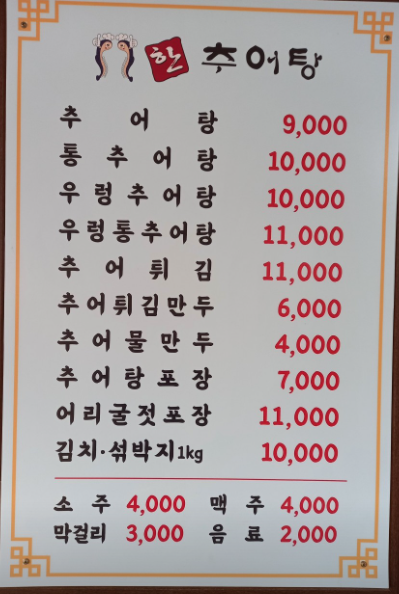 한 추어탕
추어탕 9,000
통추어탕 10,000
우렁추어탕 10,000
우렁통추어탕 11,000
추어튀김 11,000
추어튀김만두 6,000
추어물만두 4,000
추어탕포장 7,000
어리굴젓포장 11,000
김치·섞박지1kg 10,000
소주 4,000 맥주 4,000
막걸리 3,000 음료 2,000